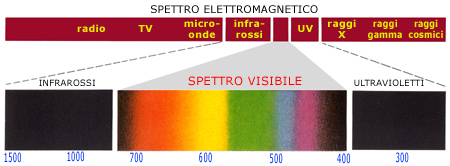 SPETTRO ELETTROMAGNETICO
radio TV micro-onde infra-rossi UV raggi X raggi gamma raggi cosmici
INFRAROSSI SPETTRO VISIBILE ULTRAVIOLETTI
1500 1000 700 600 500 400 300